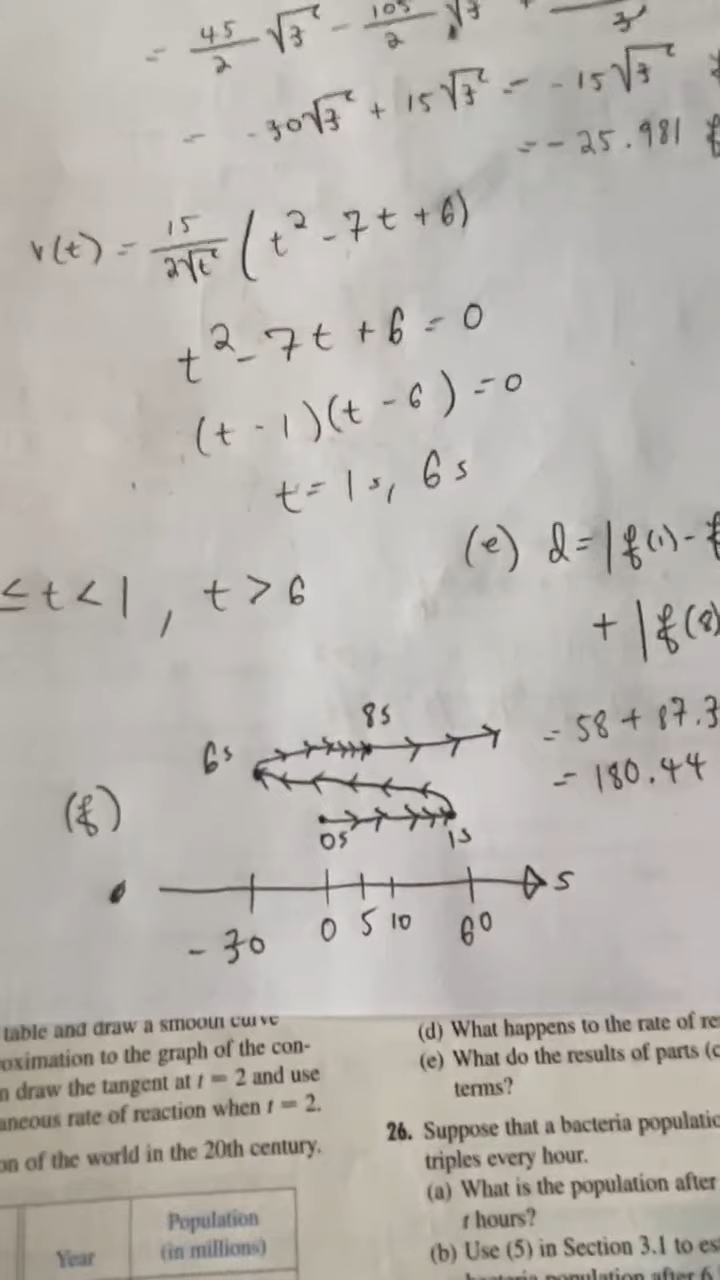 = 45/2 √3 - 105/2 √3 +
= -30√3 + 15√3 = -15√3
= -25.981 f
v(t) = 15/(2√t) (t² - 7t + 6)
t² - 7t + 6 = 0
(t - 1)(t - 6) = 0
t = 1s, 6s
≤ t < 1, t > 6
(e) d = |f(1) - f
+ |f(8)
= 58 + 87.3
= 180.44
(f)
6s 8s
0s 1s
-30 0 5 10 60 s
table and draw a smooth curve
oximation to the graph of the con-
n draw the tangent at t = 2 and use
aneous rate of reaction when t = 2.
on of the world in the 20th century.
Year
Population
(in millions)
(d) What happens to the rate of re
(e) What do the results of parts (c
terms?
26. Suppose that a bacteria populatio
triples every hour.
(a) What is the population after
t hours?
(b) Use (5) in Section 3.1 to es
population after 6